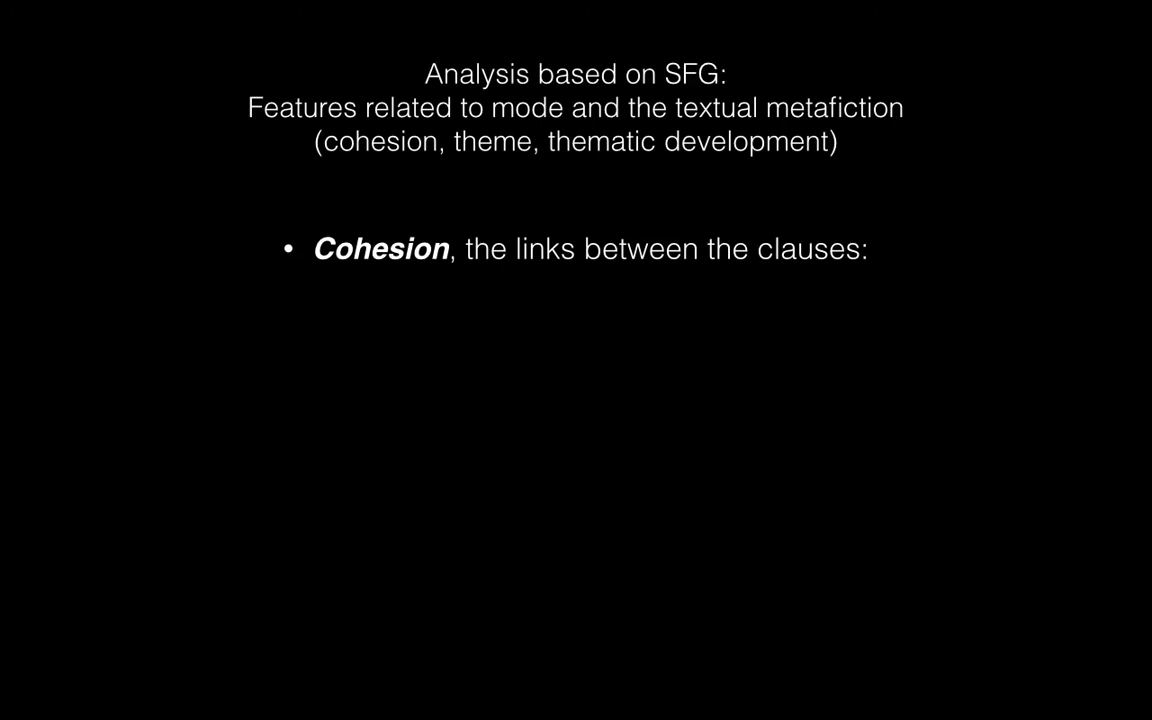 Analysis based on SFG:
Features related to mode and the textual metafiction
(cohesion, theme, thematic development)
• Cohesion, the links between the clauses: